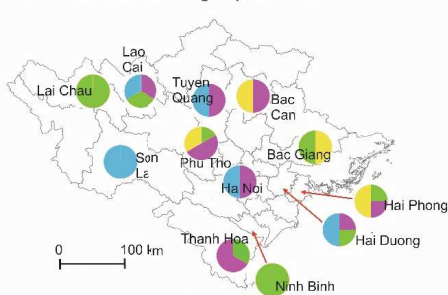 Lao
Cai
Lai Chau
Tuyen
Quang
Bac
Can
Phu Tho
Bac Giang
Son
La
Ha Noi
Hai Phong
Hai Duong
Thanh Hoa
Ninh Binh
0 100 km